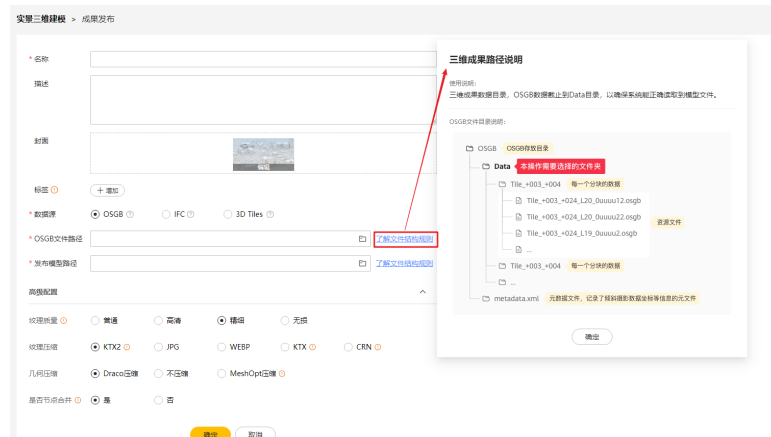 实景三维建模 > 成果发布
* 名称
描述
封面
编辑
标签
+ 增加
* 数据源 OSGB IFC 3D Tiles
* OSGB文件路径 了解文件结构规则
* 发布模型路径 了解文件结构规则
高级配置
纹理质量 普通 高清 精细 无损
纹理压缩 KTX2 JPG WEBP KTX CRN
几何压缩 Draco压缩 不压缩 MeshOpt压缩
是否节点合并 是 否
确定 取消
三维成果路径说明
使用说明:
三维成果数据目录，OSGB数据截止到Data目录，以确保系统能正确读取到模型文件。
OSGB文件目录说明:
OSGB OSGB存放目录
Data 本操作需要选择的文件夹
Tile_+003_+004 每一个分块的数据
Tile_+003_+024_L20_0uuuu12.osgb
Tile_+003_+024_L20_0uuuu22.osgb
资源文件
Tile_+003_+024_L19_0uuuu2.osgb
...
Tile_+003_+004 每一个分块的数据
...
metadata.xml 元数据文件，记录了倾斜摄影数据坐标等信息的元文件
确定